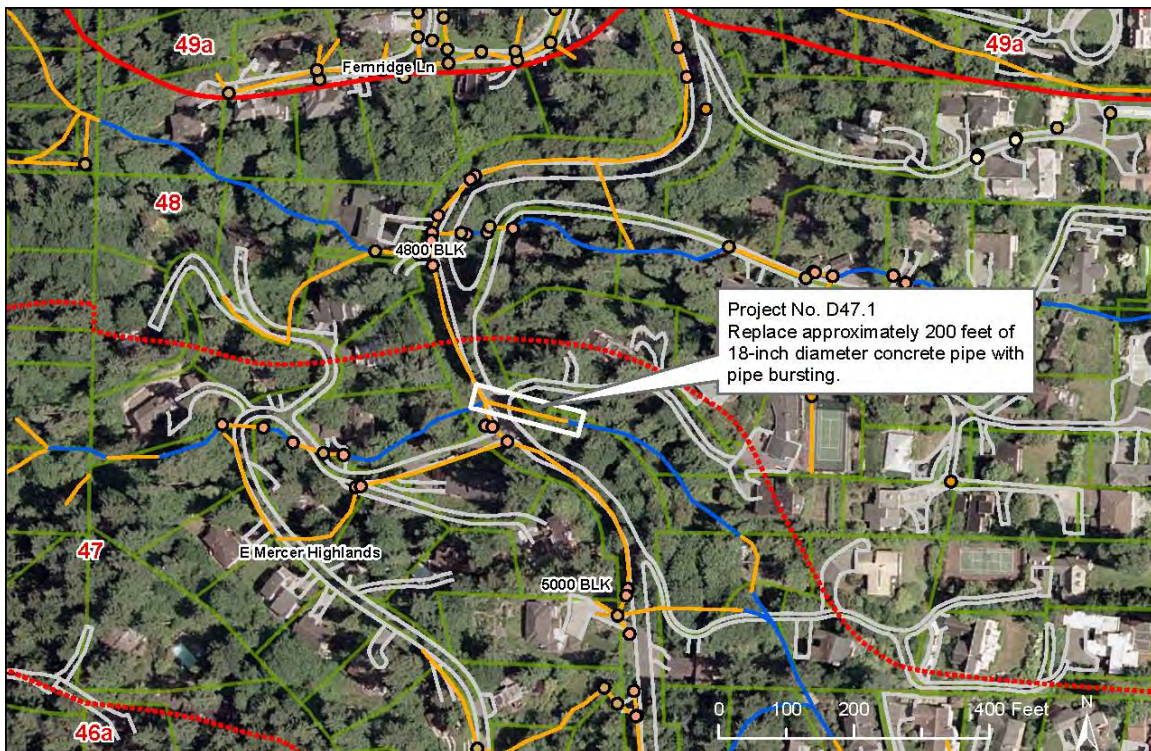 49a
49a
Fernridge Ln
48
4800 BLK
Project No. D47.1
Replace approximately 200 feet of
18-inch diameter concrete pipe with
pipe bursting.
47
E Mercer Highlands
5000 BLK
46a
0 100 200 400 Feet
N